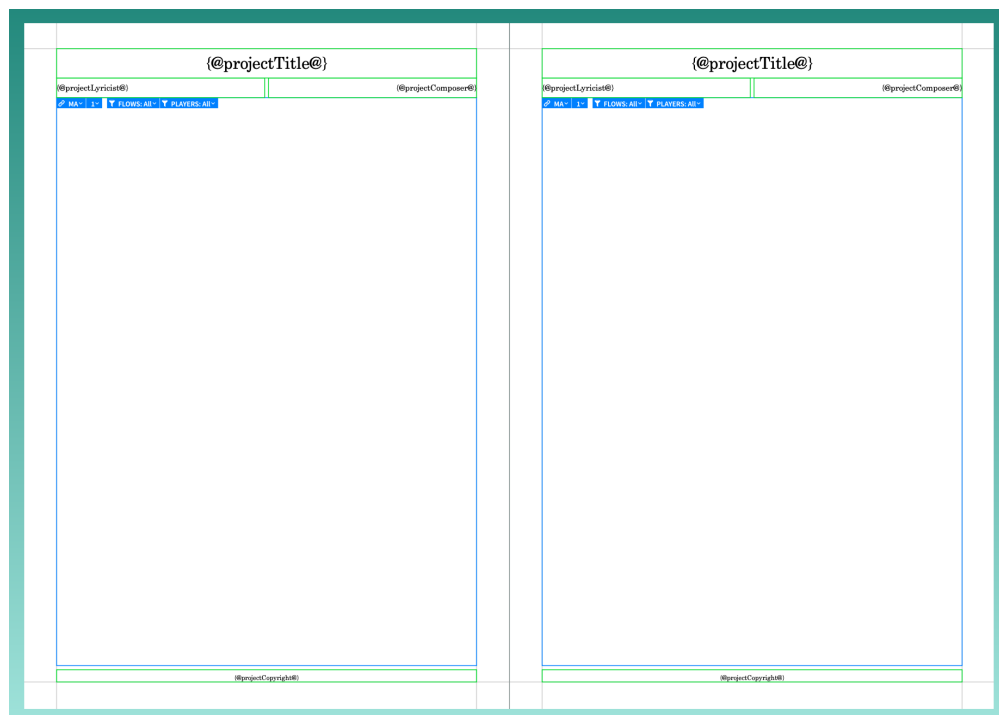 {@projectTitle@}
{@projectLyricist@} {@projectComposer@}
MA 1 FLOWS: All PLAYERS: All
{@projectCopyright@}
{@projectTitle@}
{@projectLyricist@} {@projectComposer@}
MA 1 FLOWS: All PLAYERS: All
{@projectCopyright@}